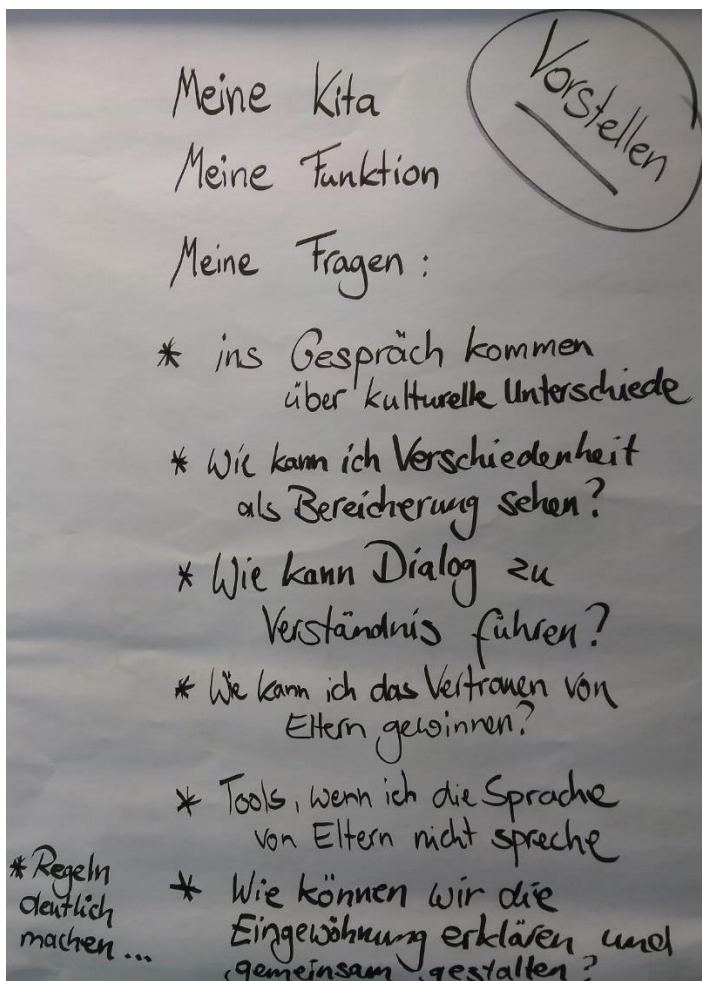 Vorstellen
Meine Kita
Meine Funktion
Meine Fragen :
* ins Gespräch kommen
über kulturelle Unterschiede
* Wie kann ich Verschiedenheit
als Bereicherung sehen?
* Wie kann Dialog zu
Verständnis führen?
* Wie kann ich das Vertrauen von
Eltern gewinnen?
* Tools, wenn ich die Sprache
von Eltern nicht spreche
* Regeln
deutlich
machen ...
* Wie können wir die
Eingewöhnung erklären und
gemeinsam gestalten?